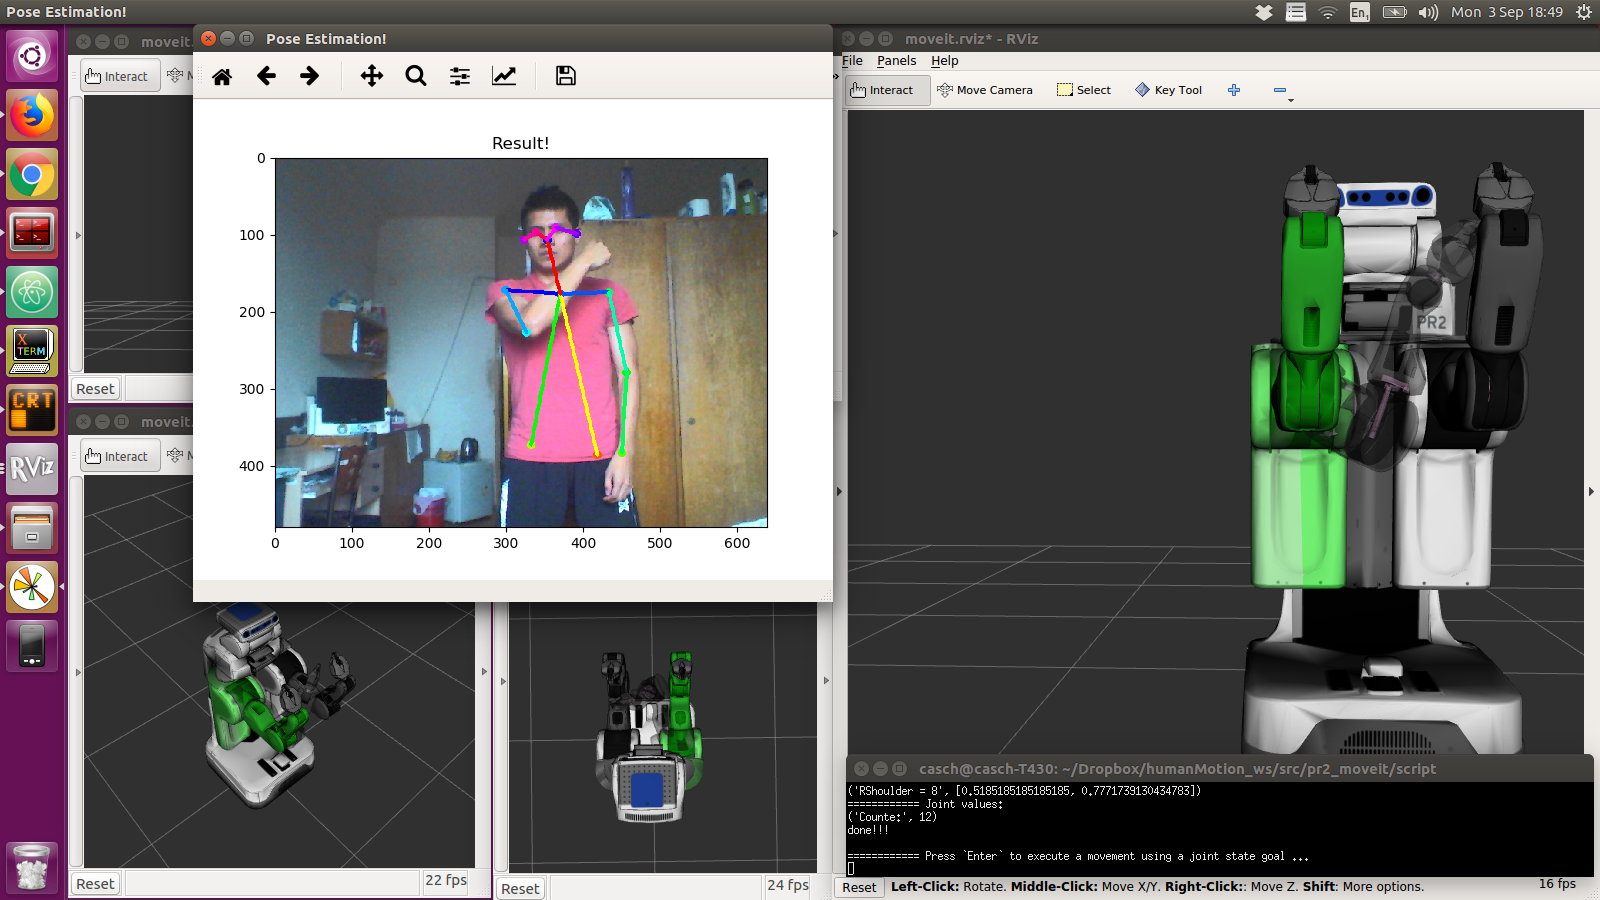 Pose Estimation!
En1
Mon 3 Sep 18:49
moveit.
Pose Estimation!
moveit.rviz* - RViz
Interact
M
File Panels Help
Interact
Move Camera
Select
Key Tool
Result!
0
100
200
300
400
0
100
200
300
400
500
600
PR2
X
TERM
CRT
RViz
Reset
moveit.
Interact
M
Reset
22 fps
Reset
24 fps
casch@casch-T430: ~/Dropbox/humanMotion_ws/src/pr2_moveit/script
('RShoulder = 8', [0.5185185185185185, 0.7771739130434783])
============ Joint values:
('Counte:', 12)
done!!!
============ Press `Enter` to execute a movement using a joint state goal ...
Reset
Left-Click: Rotate. Middle-Click: Move X/Y. Right-Click:: Move Z. Shift: More options.
16 fps